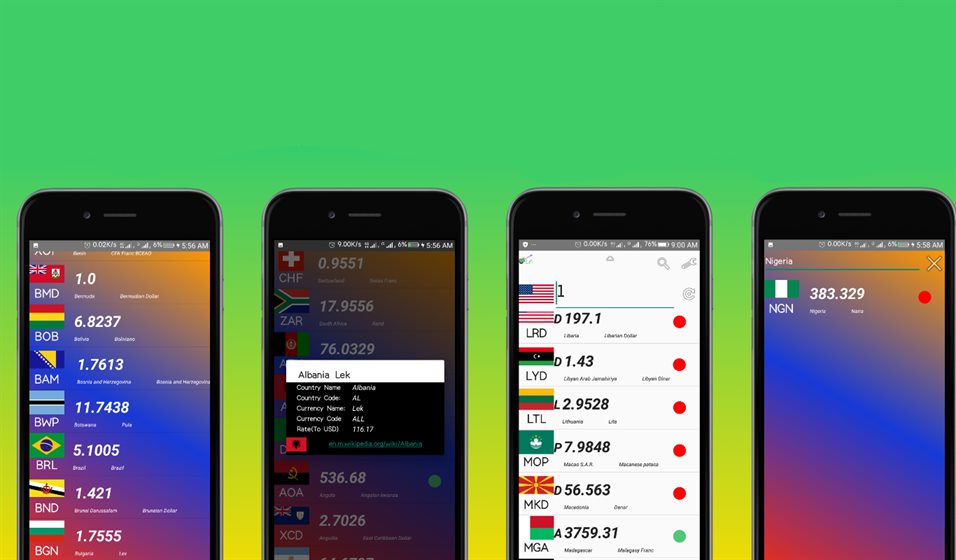 0.02K/s 6% 5:56 AM
Benin CFA Franc BCEAO
BMD 1.0
Bermuda Bermudian Dollar
BOB 6.8237
Bolivia Boliviano
BAM 1.7613
Bosnia and Herzegovina Bosnia and Herzegovina
BWP 11.7438
Botswana Pula
BRL 5.1005
Brazil Brazil
BND 1.421
Brunei Darussalam Bruneian Dollar
BGN 1.7555
Bulgaria Lev
9.00K/s 6% 5:56 AM
CHF 0.9551
Switzerland Swiss Franc
ZAR 17.9556
South Africa Rand
76.0329
Albania Lek
Country Name Albania
Country Code: AL
Currency Name: Lek
Currency Code ALL
Rate(To USD) 116.17
en.m.wikipedia.org/wiki/Albania
AOA 536.68
Angola Angolan kwanza
XCD 2.7026
Anguilla East Caribbean Dollar
0.00K/s 76% 9:00 AM
1
LRD D 197.1
Liberia Liberian Dollar
LYD D 1.43
Libyan Arab Jamahiriya Libyan Dinar
LTL L 2.9528
Lithuania Lita
MOP P 7.9848
Macao S.A.R. Macanese pataca
MKD D 56.563
Macedonia Denar
MGA A 3759.31
Madagascar Malagasy Franc
0.00K/s 6% 5:58 AM
Nigeria
NGN 383.329
Nigeria Naira